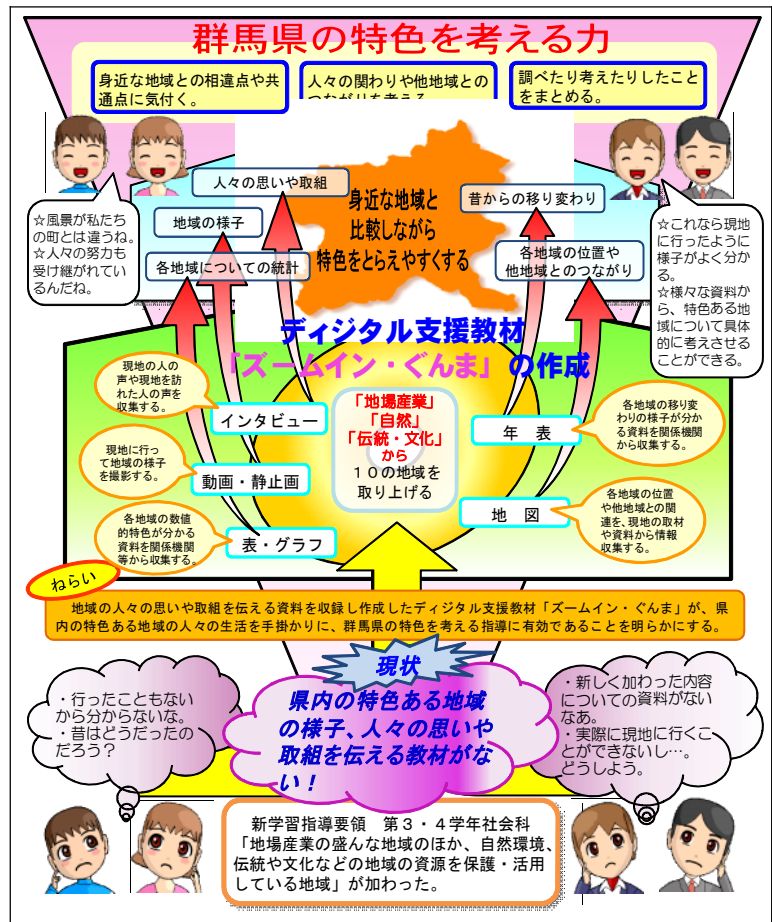 群馬県の特色を考える力
身近な地域との相違点や共
通点に気付く。
人々の関わりや他地域との
つながりを考える
調べたり考えたりしたこと
をまとめる。
人々の思いや取組
地域の様子
各地域についての統計
身近な地域と
比較しながら
特色をとらえやすくする
昔からの移り変わり
各地域の位置や
他地域とのつながり
☆風景が私たち
の町とは違うね。
☆人々の努力も
受け継がれてい
るんだね。
☆これなら現地
に行ったように
様子がよく分か
る。
☆様々な資料か
ら、特色ある地
域について具体
的に考えさせる
ことができる。
ディジタル支援教材
「ズームイン・ぐんま」の作成
現地の人の
声や現地を訪
れた人の声を
収集する。
インタビュー
現地に行っ
て地域の様子
を撮影する。
動画・静止画
各地域の数値
的特色が分かる
資料を関係機関
等から収集する。
表・グラフ
「地場産業」
「自然」
「伝統・文化」
から
１０の地域を
取り上げる
年　表
各地域の移り変
わりの様子が分か
る資料を関係機関
から収集する。
地　図
各地域の位置
や他地域との関
連を、現地の取材
や資料から情報
収集する。
ねらい
地域の人々の思いや取組を伝える資料を収録し作成したディジタル支援教材「ズームイン・ぐんま」が、県
内の特色ある地域の人々の生活を手掛かりに、群馬県の特色を考える指導に有効であることを明らかにする。
現状
県内の特色ある地域
の様子、人々の思いや
取組を伝える教材がな
い！
・行ったこともない
から分からないな。
・昔はどうだったの
だろう？
・新しく加わった内容
についての資料がない
なあ。
・実際に現地に行くこ
とができないし…。
どうしよう。
新学習指導要領　第３・４学年社会科
「地場産業の盛んな地域のほか、自然環境、
伝統や文化などの地域の資源を保護・活用
している地域」が加わった。